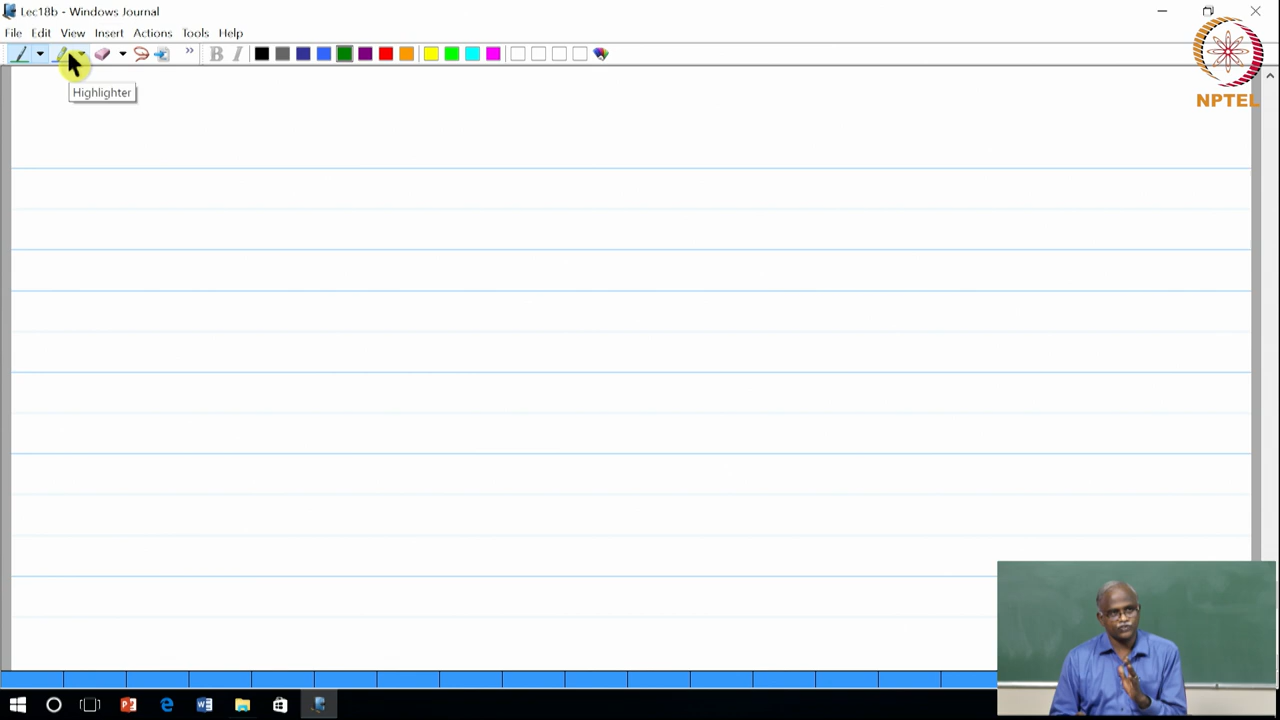 Lec18b - Windows Journal
File Edit View Insert Actions Tools Help
B I
Highlighter
NPTEL